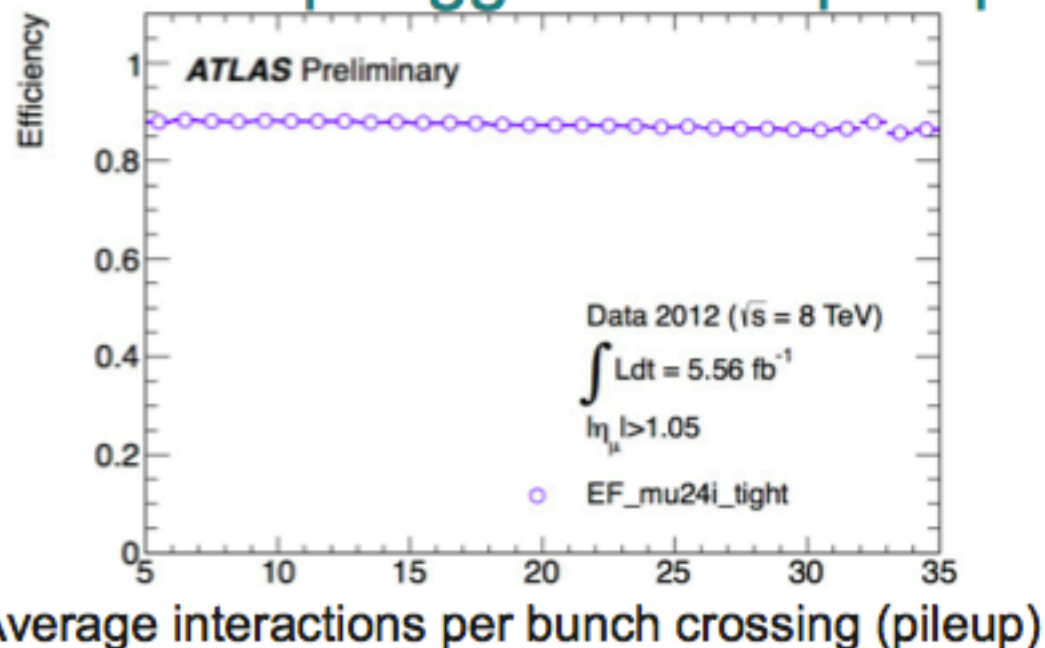 Efficiency
1
ATLAS Preliminary
0.8
0.6
Data 2012 (√s = 8 TeV)
0.4
∫ Ldt = 5.56 fb⁻¹
|η_μ|>1.05
0.2
EF_mu24i_tight
0
5 10 15 20 25 30 35
Average interactions per bunch crossing (pileup)